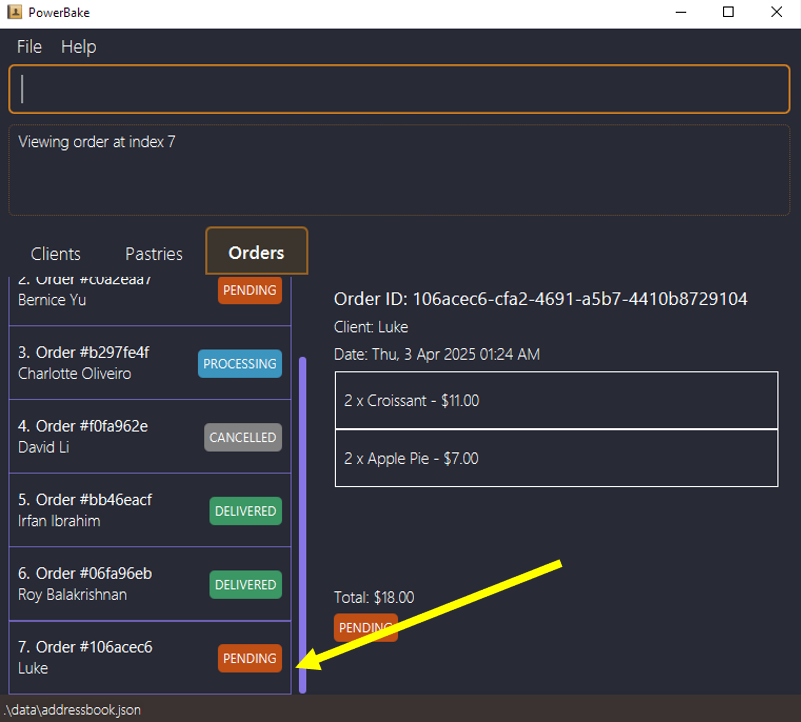 PowerBake
File Help
Viewing order at index 7
Clients Pastries Orders
2. Order #c0a2eaa7
Bernice Yu
PENDING
3. Order #b297fe4f
Charlotte Oliveiro
PROCESSING
4. Order #f0fa962e
David Li
CANCELLED
5. Order #bb46eacf
Irfan Ibrahim
DELIVERED
6. Order #06fa96eb
Roy Balakrishnan
DELIVERED
7. Order #106acec6
Luke
PENDING
Order ID: 106acec6-cfa2-4691-a5b7-4410b8729104
Client: Luke
Date: Thu, 3 Apr 2025 01:24 AM
2 x Croissant - $11.00
2 x Apple Pie - $7.00
Total: $18.00
PENDING
.\data\addressbook.json